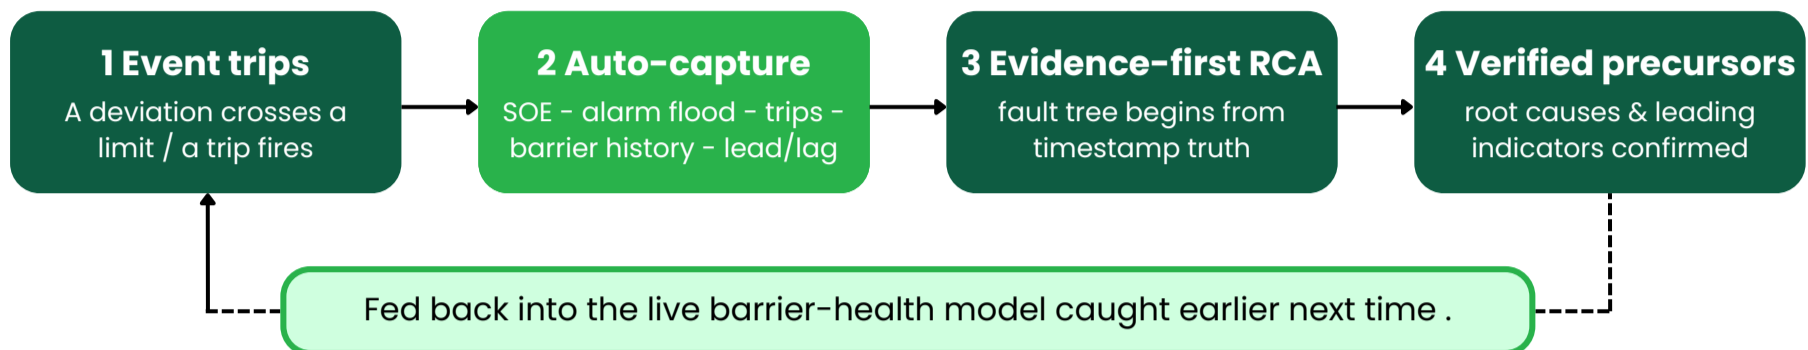 1 Event trips
A deviation crosses a
limit / a trip fires
2 Auto-capture
SOE - alarm flood - trips -
barrier history - lead/lag
3 Evidence-first RCA
fault tree begins from
timestamp truth
4 Verified precursors
root causes & leading
indicators confirmed
Fed back into the live barrier-health model caught earlier next time .